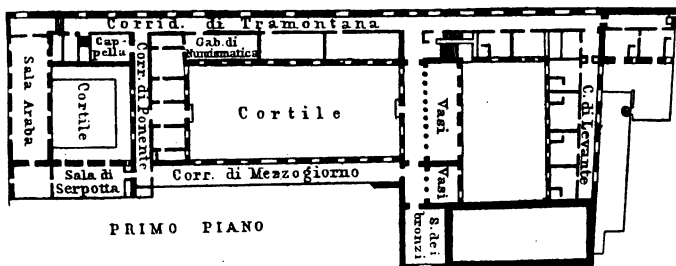 Corrid. di Tramontana
Cap-
pella
Gab. di
Numismatica
Sala Araba
Cortile
Corr. di Ponente
Cortile
Vasi
C. di Levante
Sala di
Serpotta
Corr. di Mezzogiorno
Vasi
S. dei
bronzi
PRIMO PIANO